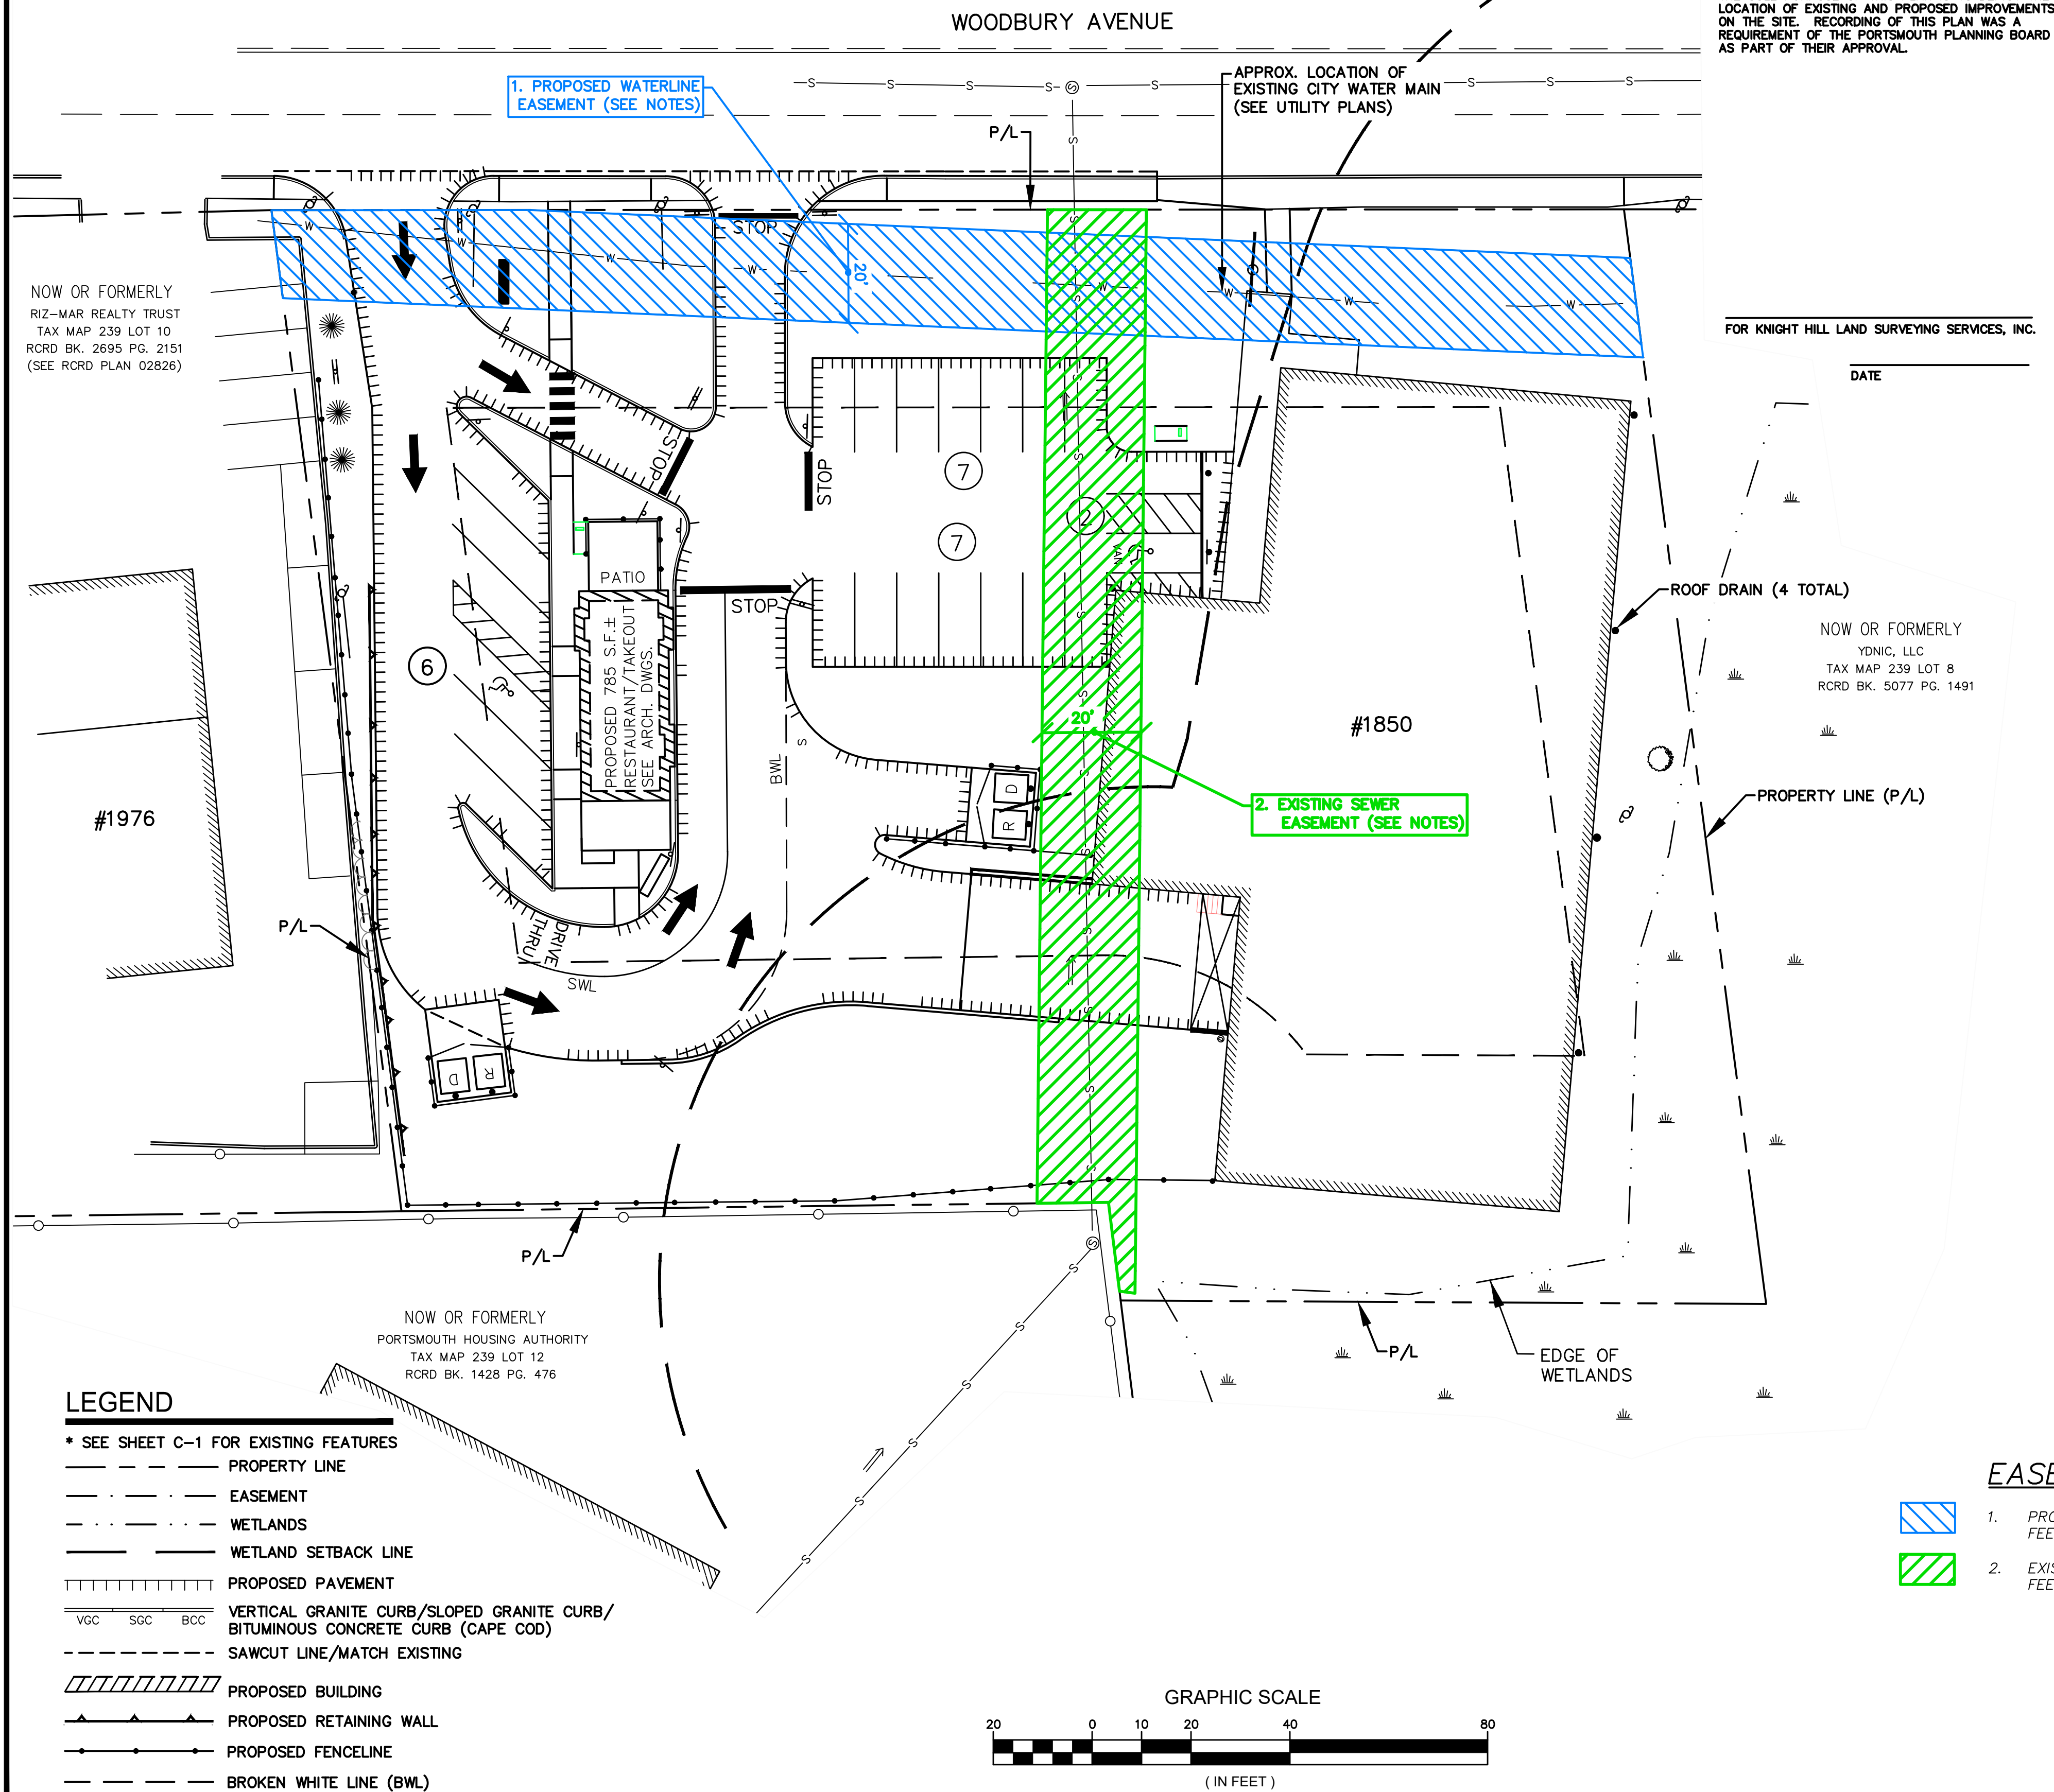 WOODBURY AVENUE
LOCATION OF EXISTING AND PROPOSED IMPROVEMENTS
ON THE SITE. RECORDING OF THIS PLAN WAS A
REQUIREMENT OF THE PORTSMOUTH PLANNING BOARD
AS PART OF THEIR APPROVAL.
1. PROPOSED WATERLINE
EASEMENT (SEE NOTES)
APPROX. LOCATION OF
EXISTING CITY WATER MAIN
(SEE UTILITY PLANS)
S S S S S S S S S
P/L
S
STOP
W W W W W W W W
20'
NOW OR FORMERLY
RIZ-MAR REALTY TRUST
TAX MAP 239 LOT 10
RCRD BK. 2695 PG. 2151
(SEE RCRD PLAN 02826)
FOR KNIGHT HILL LAND SURVEYING SERVICES, INC.
DATE
STOP
STOP
7
7
2
VAN
PATIO
STOP
PROPOSED 785 S.F.±
RESTAURANT/TAKEOUT
SEE ARCH. DWGS.
6
ROOF DRAIN (4 TOTAL)
NOW OR FORMERLY
YDNIC, LLC
TAX MAP 239 LOT 8
RCRD BK. 5077 PG. 1491
#1850
20'
BWL
S
D
R
2. EXISTING SEWER
EASEMENT (SEE NOTES)
PROPERTY LINE (P/L)
#1976
P/L
DRIVE
THRU
SWL
D
R
P/L
S
NOW OR FORMERLY
PORTSMOUTH HOUSING AUTHORITY
TAX MAP 239 LOT 12
RCRD BK. 1428 PG. 476
P/L
EDGE OF
WETLANDS
S S S S S
LEGEND
* SEE SHEET C-1 FOR EXISTING FEATURES
PROPERTY LINE
EASEMENT
WETLANDS
WETLAND SETBACK LINE
PROPOSED PAVEMENT
VGC SGC BCC VERTICAL GRANITE CURB/SLOPED GRANITE CURB/
BITUMINOUS CONCRETE CURB (CAPE COD)
SAWCUT LINE/MATCH EXISTING
PROPOSED BUILDING
PROPOSED RETAINING WALL
PROPOSED FENCELINE
BROKEN WHITE LINE (BWL)
EASE
1. PRO
FEE
2. EXIS
FEE
GRAPHIC SCALE
20 0 10 20 40 80
( IN FEET )